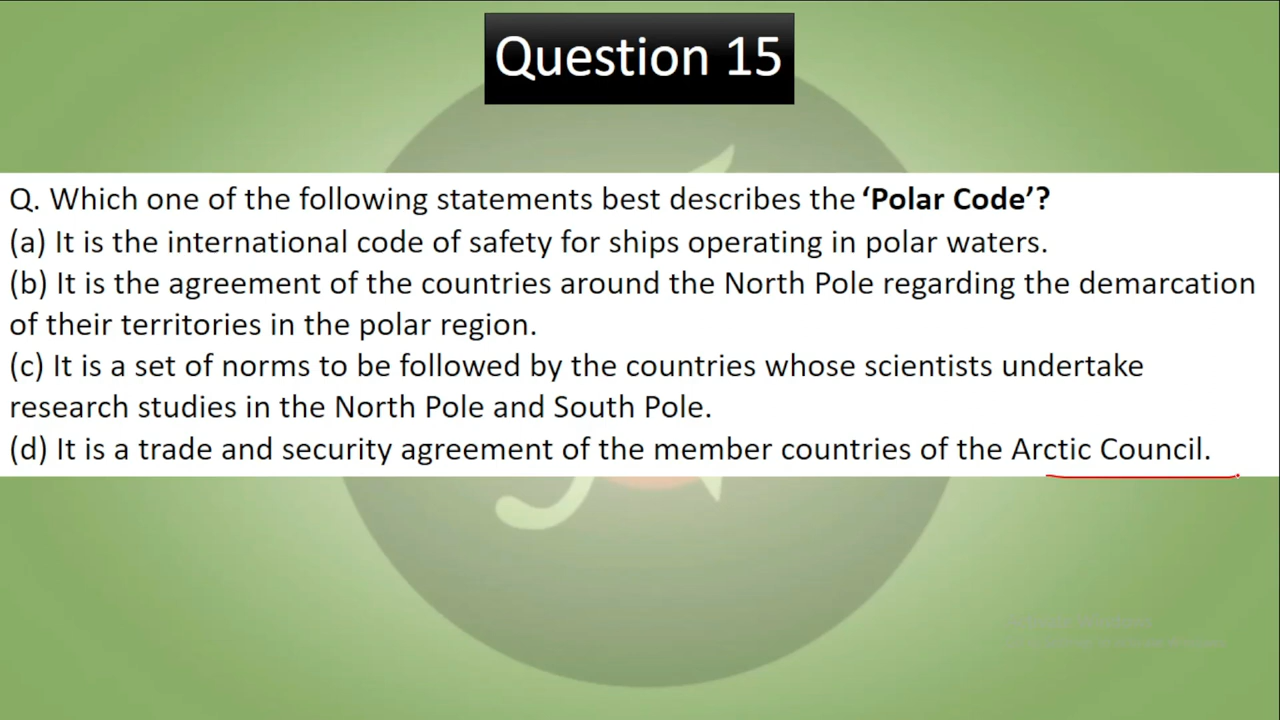 Question 15
Q. Which one of the following statements best describes the ‘Polar Code’?
(a) It is the international code of safety for ships operating in polar waters.
(b) It is the agreement of the countries around the North Pole regarding the demarcation
of their territories in the polar region.
(c) It is a set of norms to be followed by the countries whose scientists undertake
research studies in the North Pole and South Pole.
(d) It is a trade and security agreement of the member countries of the Arctic Council.